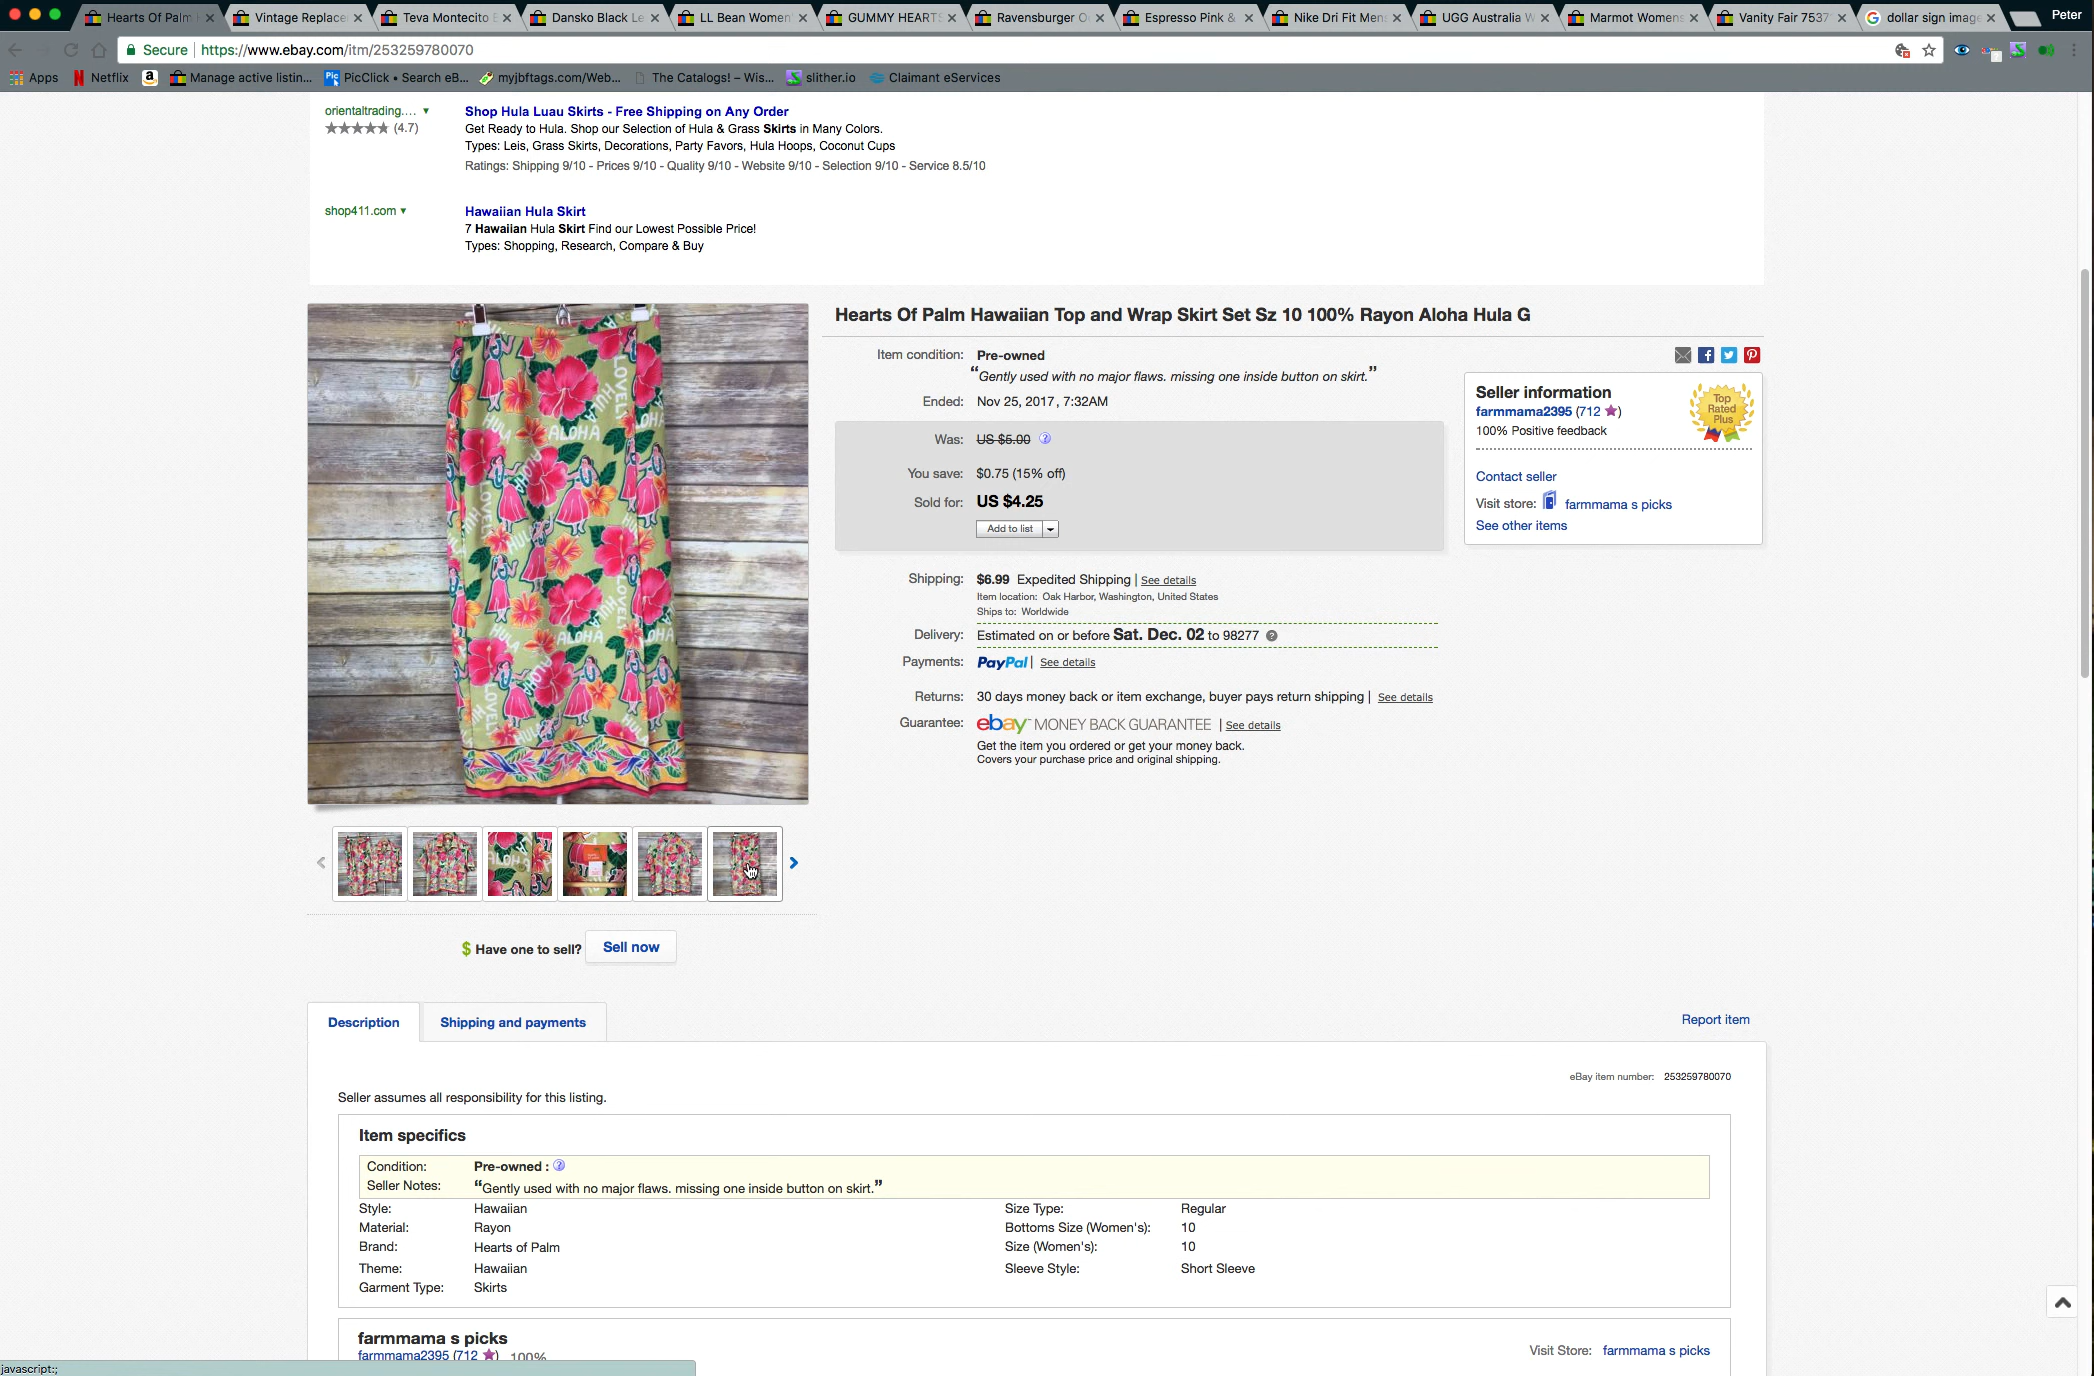 Hearts Of Palm
Vintage Replace
Teva Montecito
Dansko Black Le
LL Bean Women
GUMMY HEARTS
Ravensburger
Espresso Pink &
Nike Dri Fit Men
UGG Australia W
Marmot Womens
Vanity Fair 7537
dollar sign image
Peter
Secure | https://www.ebay.com/itm/253259780070
Apps
Netflix
Manage active listin...
PicClick • Search eB...
myjbftags.com/Web...
The Catalogs! – Wis...
slither.io
Claimant eServices
orientaltrading....
(4.7)
Shop Hula Luau Skirts - Free Shipping on Any Order
Get Ready to Hula. Shop our Selection of Hula & Grass Skirts in Many Colors.
Types: Leis, Grass Skirts, Decorations, Party Favors, Hula Hoops, Coconut Cups
Ratings: Shipping 9/10 - Prices 9/10 - Quality 9/10 - Website 9/10 - Selection 9/10 - Service 8.5/10
shop411.com
Hawaiian Hula Skirt
7 Hawaiian Hula Skirt Find our Lowest Possible Price!
Types: Shopping, Research, Compare & Buy
Hearts Of Palm Hawaiian Top and Wrap Skirt Set Sz 10 100% Rayon Aloha Hula G
Item condition: Pre-owned
“Gently used with no major flaws. missing one inside button on skirt.”
Ended: Nov 25, 2017 , 7:32AM
Was: US $5.00
You save: $0.75 (15% off)
Sold for: US $4.25
Add to list
Shipping: $6.99 Expedited Shipping | See details
Item location: Oak Harbor, Washington, United States
Ships to: Worldwide
Delivery: Estimated on or before Sat. Dec. 02 to 98277
Payments: PayPal | See details
Returns: 30 days money back or item exchange, buyer pays return shipping | See details
Guarantee: ebay MONEY BACK GUARANTEE | See details
Get the item you ordered or get your money back.
Covers your purchase price and original shipping.
Seller information
farmmama2395 (712 )
100% Positive feedback
Top
Rated
Plus
Contact seller
Visit store: farmmama s picks
See other items
LOVELY
HULA
ALOHA
HULA
LOVELY
ALOHA
$ Have one to sell? Sell now
Description
Shipping and payments
Report item
eBay item number: 253259780070
Seller assumes all responsibility for this listing.
Item specifics
Condition: Pre-owned :
Seller Notes: “Gently used with no major flaws. missing one inside button on skirt.”
Style: Hawaiian Size Type: Regular
Material: Rayon Bottoms Size (Women's): 10
Brand: Hearts of Palm Size (Women's): 10
Theme: Hawaiian Sleeve Style: Short Sleeve
Garment Type: Skirts
farmmama s picks
farmmama2395 (712 ) 100%
Visit Store: farmmama s picks
javascript:;